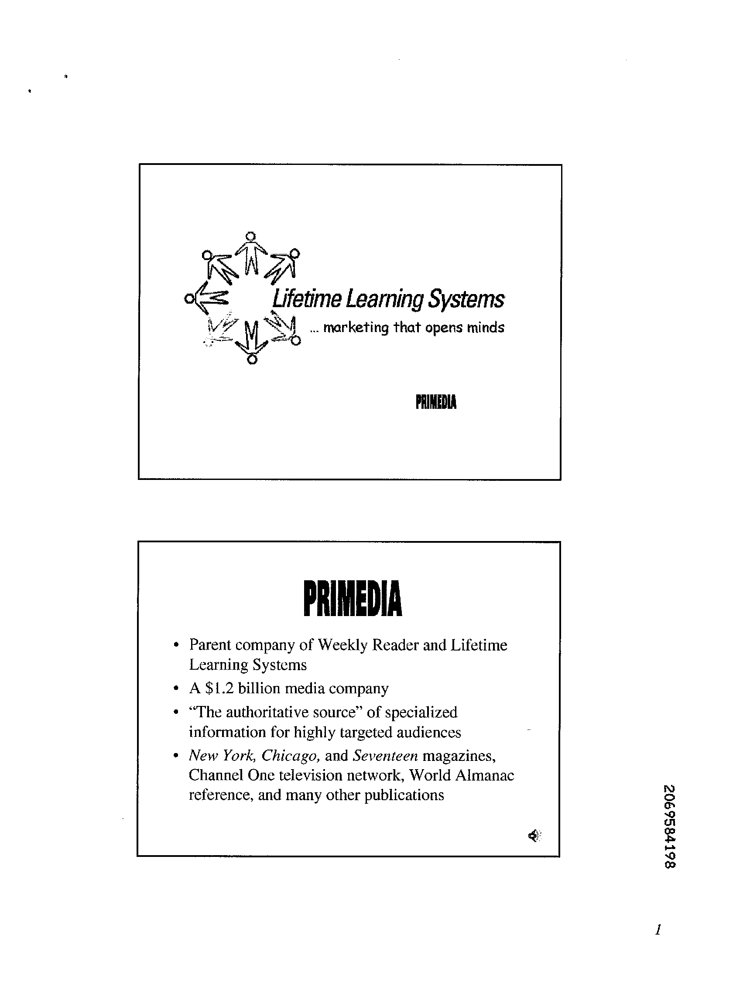 Lifetime Learning Systems
... marketing that opens minds
PRIMEDIA
PRIMEDIA
• Parent company of Weekly Reader and Lifetime
Learning Systems
• A $1.2 billion media company
• “The authoritative source” of specialized
information for highly targeted audiences
• New York, Chicago, and Seventeen magazines,
Channel One television network, World Almanac
reference, and many other publications
2069584198
1